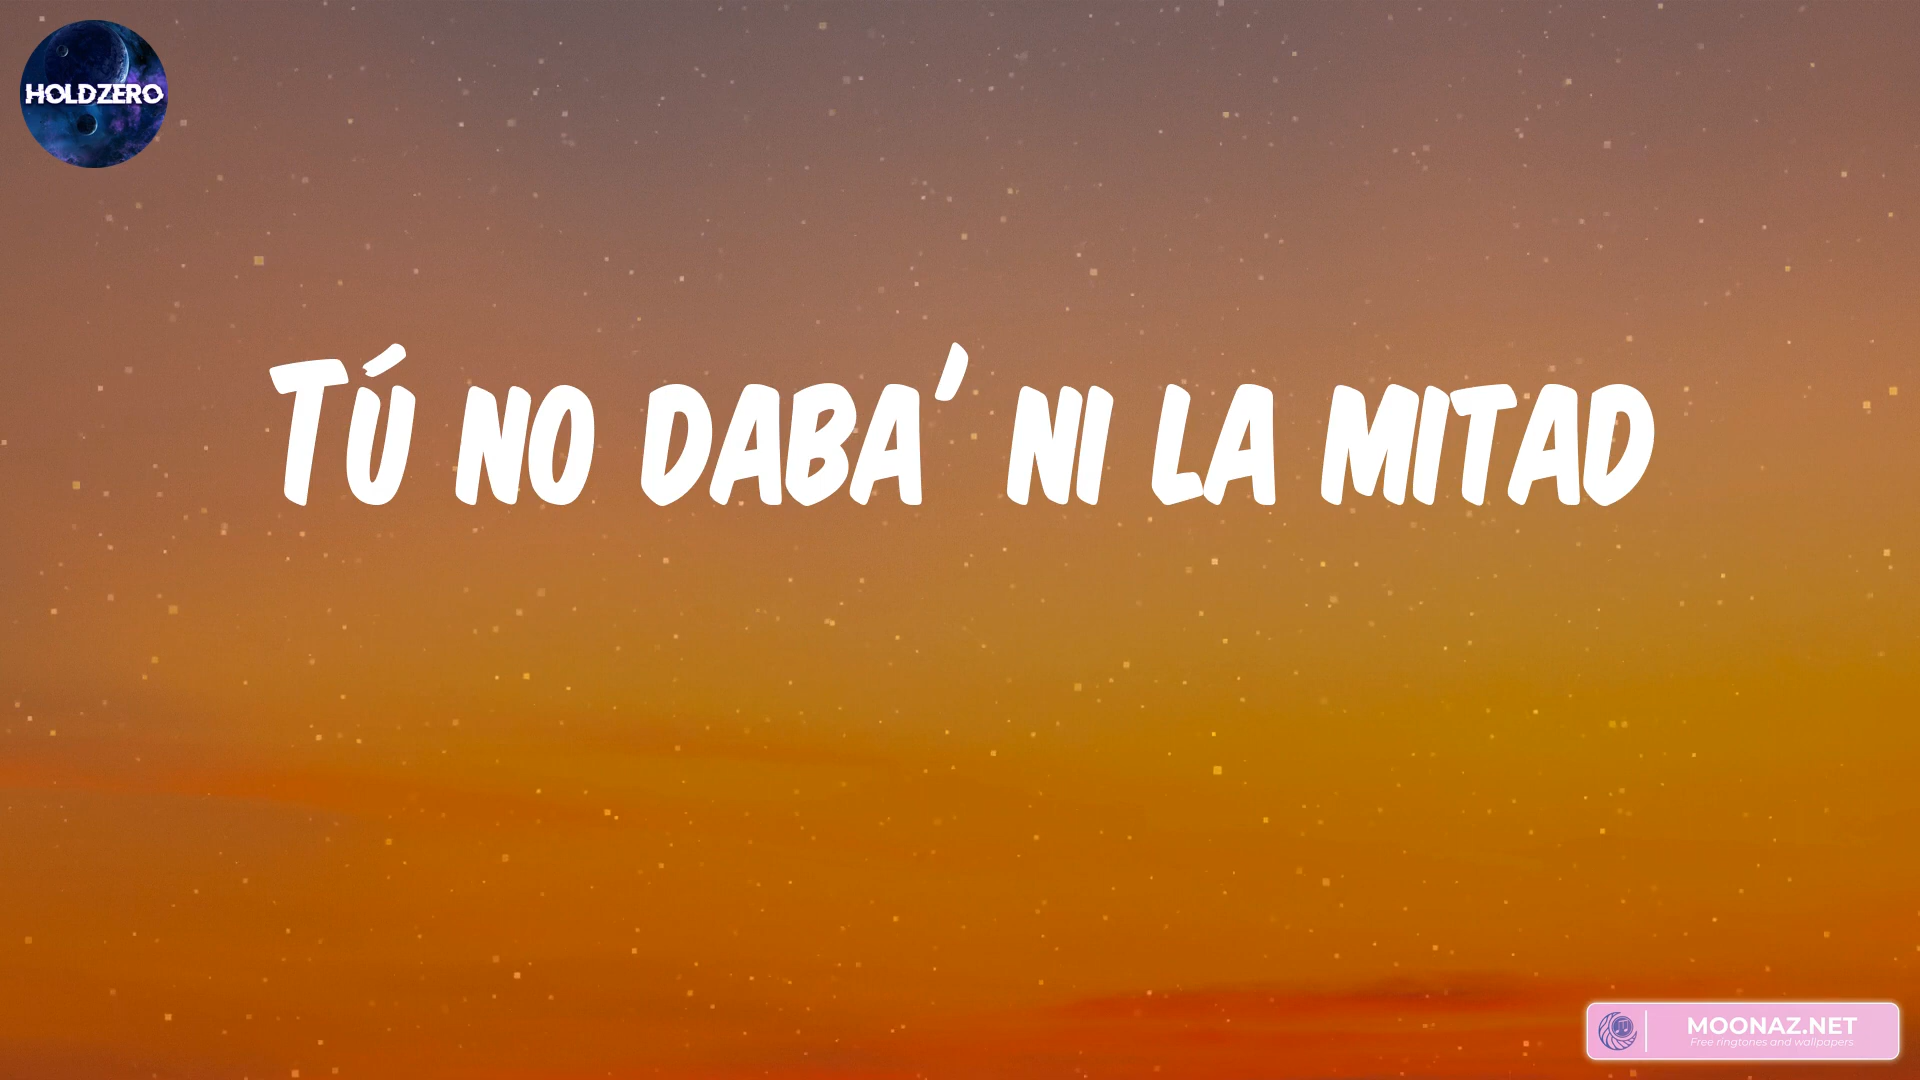 HOLDZERO
Tú no daba' ni la mitad
MOONAZ.NET
Free ringtones and wallpapers